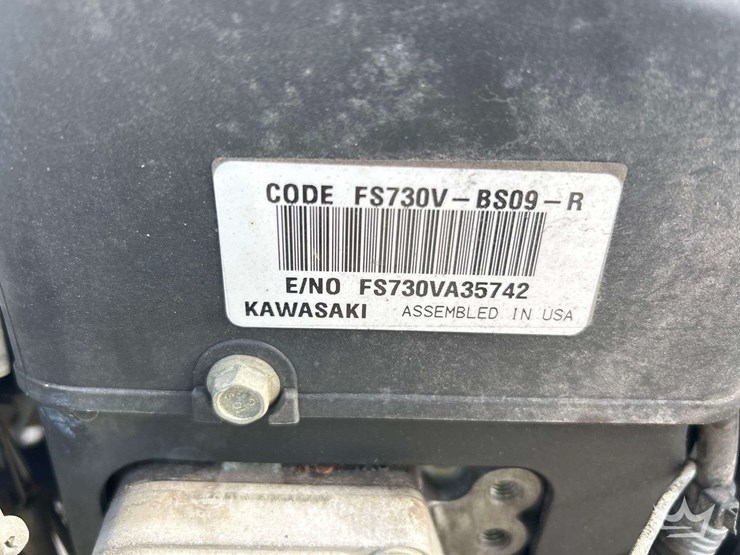 CODE FS730V-BS09-R
E/NO FS730VA35742
KAWASAKI ASSEMBLED IN USA